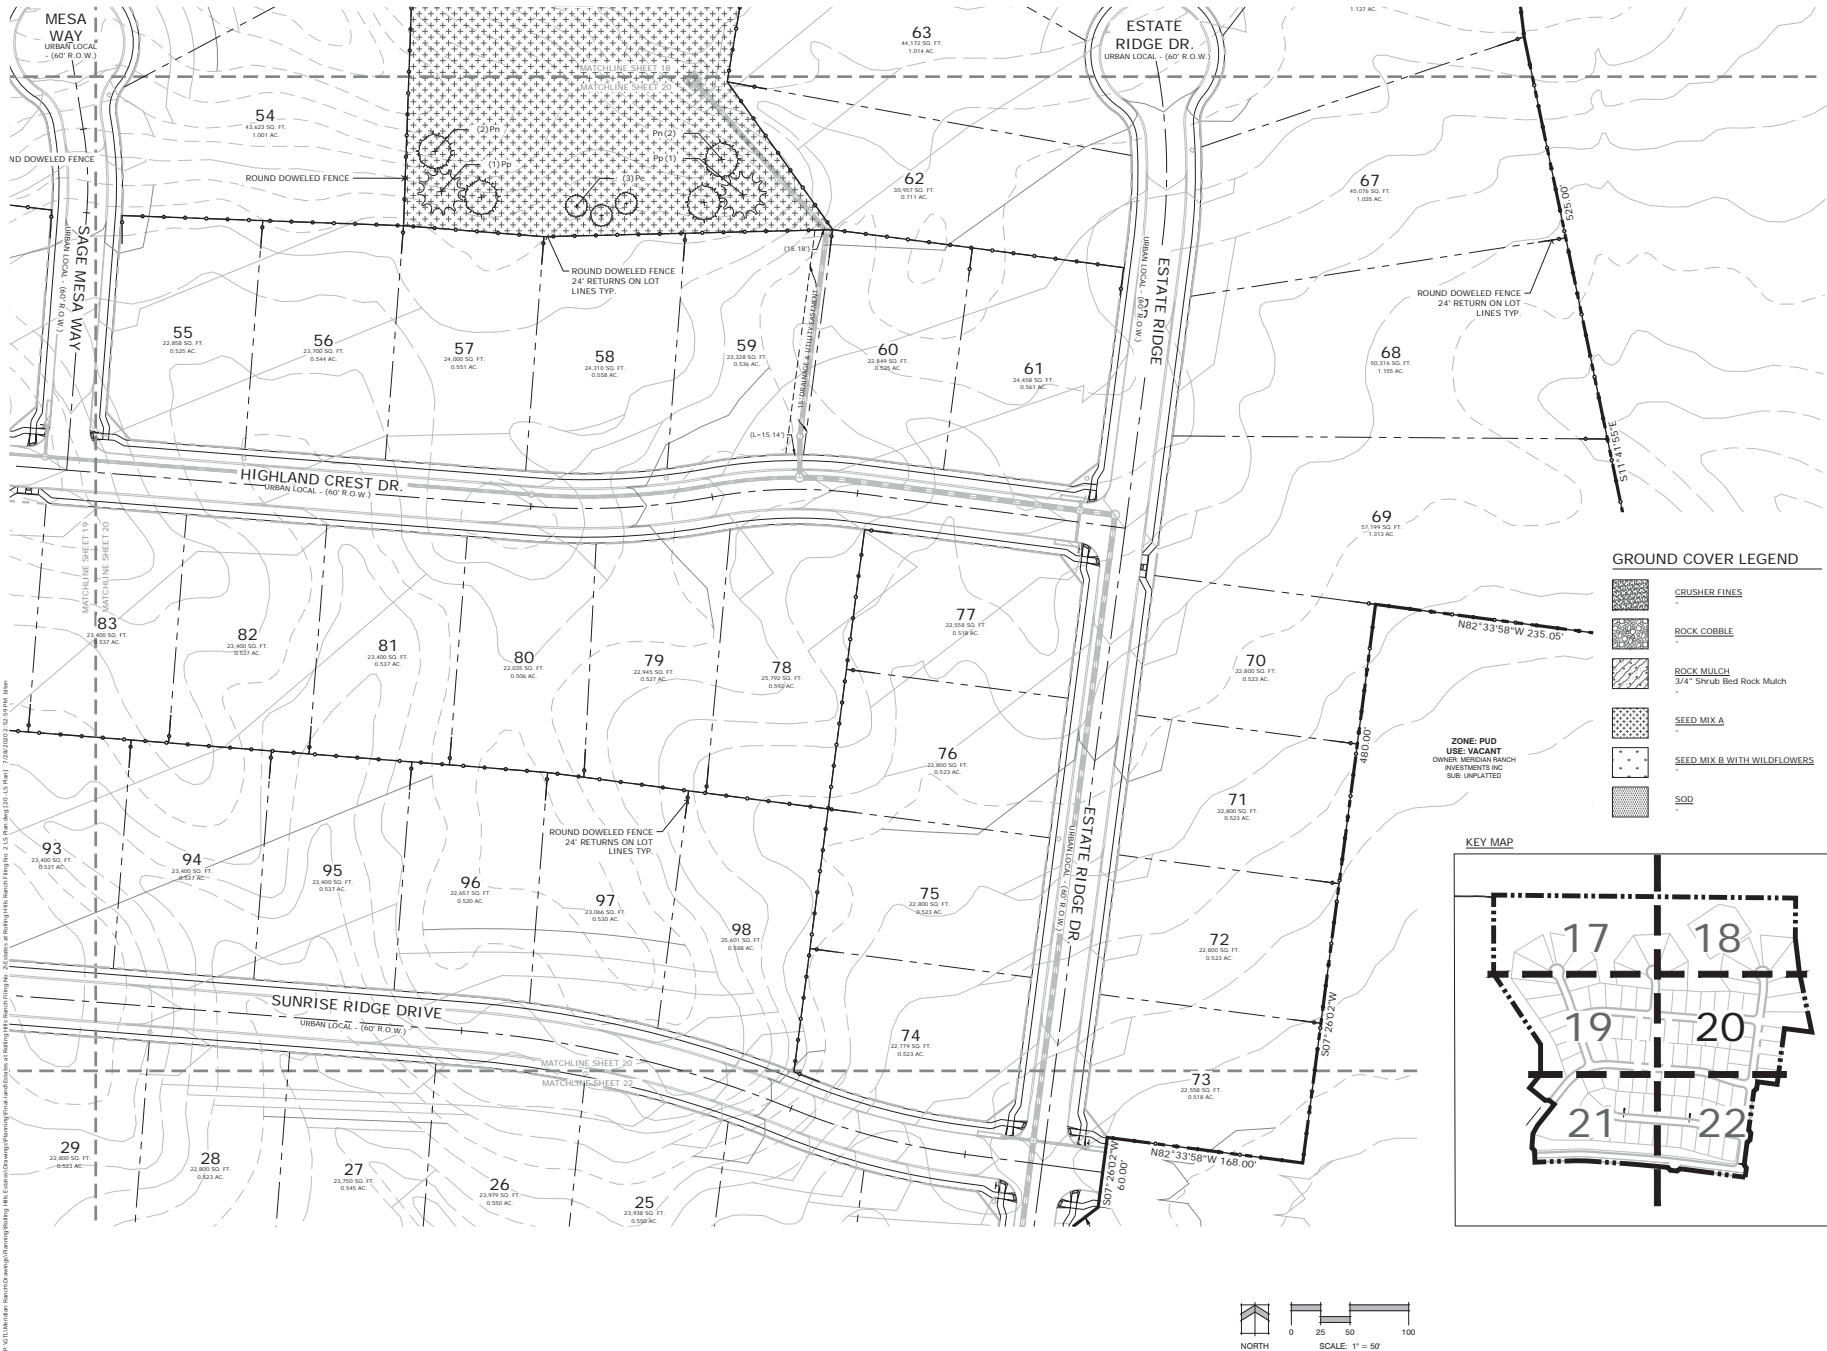 MESA
WAY
URBAN LOCAL
- (60' R.O.W.)
ESTATE
RIDGE DR.
URBAN LOCAL - (60' R.O.W.)
1.127 AC.
63
44,172 SQ. FT.
1.014 AC.
MATCHLINE SHEET 18
MATCHLINE SHEET 20
54
43,623 SQ. FT.
1.001 AC.
(2)Pn
Pn(2)
(1)Pp
Pp(1)
(3)Pe
ND DOWELED FENCE
ROUND DOWELED FENCE
62
30,957 SQ. FT.
0.711 AC.
67
45,076 SQ. FT.
1.035 AC.
525.00'
SAGE MESA WAY
URBAN LOCAL - (60' R.O.W.)
(15.18')
ROUND DOWELED FENCE
24' RETURNS ON LOT
LINES TYP.
15' DRAINAGE & UTILITY EASEMENT
ESTATE RIDGE
URBAN LOCAL - (60' R.O.W.)
ROUND DOWELED FENCE
24' RETURN ON LOT
LINES TYP.
55
22,858 SQ. FT.
0.525 AC.
56
23,700 SQ. FT.
0.544 AC.
57
24,000 SQ. FT.
0.551 AC.
58
24,310 SQ. FT.
0.558 AC.
59
23,328 SQ. FT.
0.536 AC.
60
22,849 SQ. FT.
0.525 AC.
61
24,458 SQ. FT.
0.561 AC.
68
50,316 SQ. FT.
1.155 AC.
(L=15.14')
S11°41'55"E
HIGHLAND CREST DR.
URBAN LOCAL - (60' R.O.W.)
69
57,199 SQ. FT.
1.313 AC.
MATCHLINE SHEET 19
MATCHLINE SHEET 20
83
23,400 SQ. FT.
0.537 AC.
82
23,400 SQ. FT.
0.537 AC.
81
23,400 SQ. FT.
0.537 AC.
80
22,035 SQ. FT.
0.506 AC.
79
22,945 SQ. FT.
0.527 AC.
78
25,792 SQ. FT.
0.592 AC.
77
22,558 SQ. FT.
0.518 AC.
70
22,800 SQ. FT.
0.523 AC.
N82°33'58"W 235.05'
480.00'
ZONE: PUD
USE: VACANT
OWNER: MERIDIAN RANCH
INVESTMENTS INC
SUB: UNPLATTED
76
22,800 SQ. FT.
0.523 AC.
71
22,800 SQ. FT.
0.523 AC.
ROUND DOWELED FENCE
24' RETURNS ON LOT
LINES TYP.
ESTATE RIDGE DR.
URBAN LOCAL - (60' R.O.W.)
93
23,400 SQ. FT.
0.537 AC.
94
23,400 SQ. FT.
0.537 AC.
95
23,400 SQ. FT.
0.537 AC.
96
22,657 SQ. FT.
0.520 AC.
97
23,066 SQ. FT.
0.530 AC.
98
25,601 SQ. FT.
0.588 AC.
75
22,800 SQ. FT.
0.523 AC.
72
22,800 SQ. FT.
0.523 AC.
SUNRISE RIDGE DRIVE
URBAN LOCAL - (60' R.O.W.)
74
22,779 SQ. FT.
0.523 AC.
S07°26'02"W
MATCHLINE SHEET 20
MATCHLINE SHEET 22
73
22,558 SQ. FT.
0.518 AC.
29
22,800 SQ. FT.
0.523 AC.
28
22,800 SQ. FT.
0.523 AC.
27
23,750 SQ. FT.
0.545 AC.
26
23,979 SQ. FT.
0.550 AC.
25
23,938 SQ. FT.
0.550 AC.
N82°33'58"W 168.00'
S07°26'02"W
60.00'
GROUND COVER LEGEND
CRUSHER FINES
-
ROCK COBBLE
-
ROCK MULCH
3/4" Shrub Bed Rock Mulch
-
SEED MIX A
-
SEED MIX B WITH WILDFLOWERS
-
SOD
-
KEY MAP
17
18
19
20
21
22
NORTH
0 25 50 100
SCALE: 1" = 50'